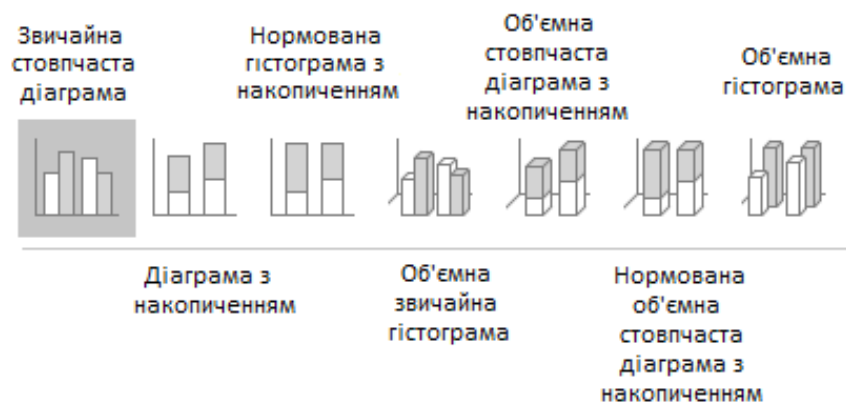 Звичайна
стовпчаста
діаграма
Нормована
гістограма з
накопиченням
Об'ємна
стовпчаста
діаграма з
накопиченням
Об'ємна
гістограма
Діаграма з
накопиченням
Об'ємна
звичайна
гістограма
Нормована
об'ємна
стовпчаста
діаграма з
накопиченням